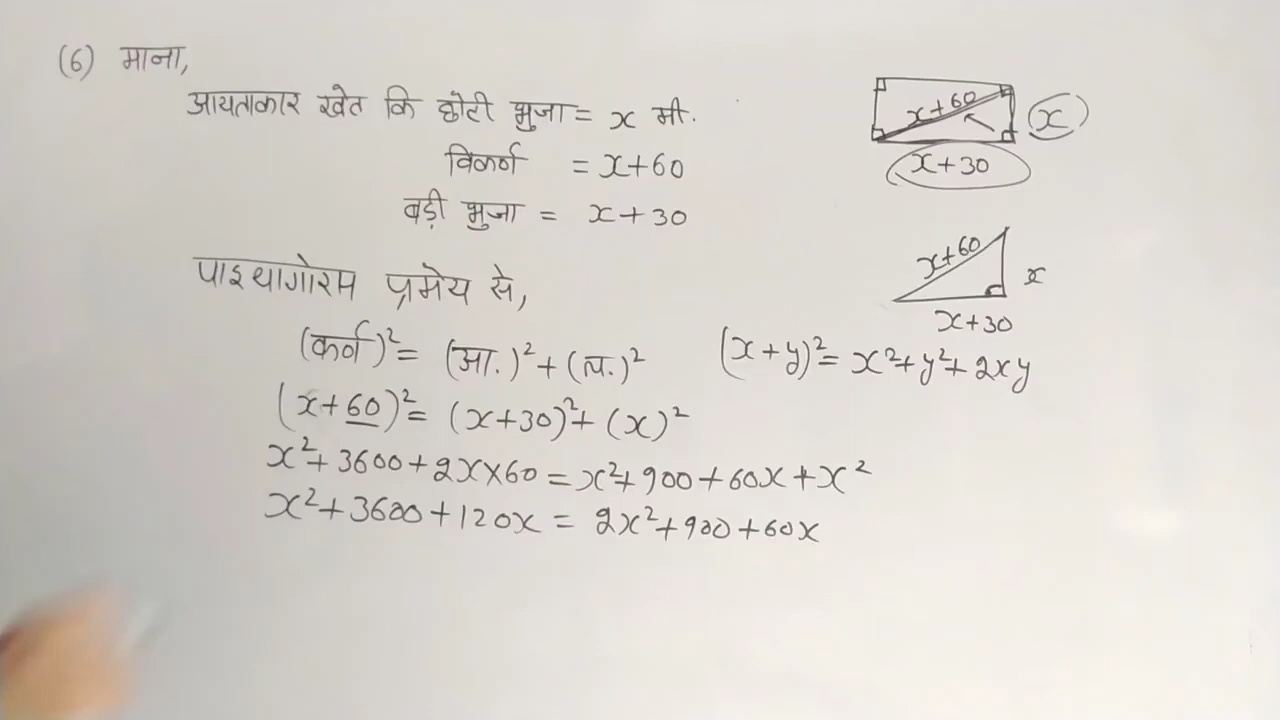 (6) माना,
आयताकार खेत कि छोटी भुजा = x मी.
विकर्ण = x+60
बड़ी भुजा = x+30
पाइथागोरस प्रमेय से,
(कर्ण)² = (आ.)² + (ल.)²
(x+60)² = (x+30)² + (x)²
x² + 3600 + 2x×60 = x² + 900 + 60x + x²
x² + 3600 + 120x = 2x² + 900 + 60x
x+60
x
x+30
x+60
x
x+30
(x+y)² = x² + y² + 2xy